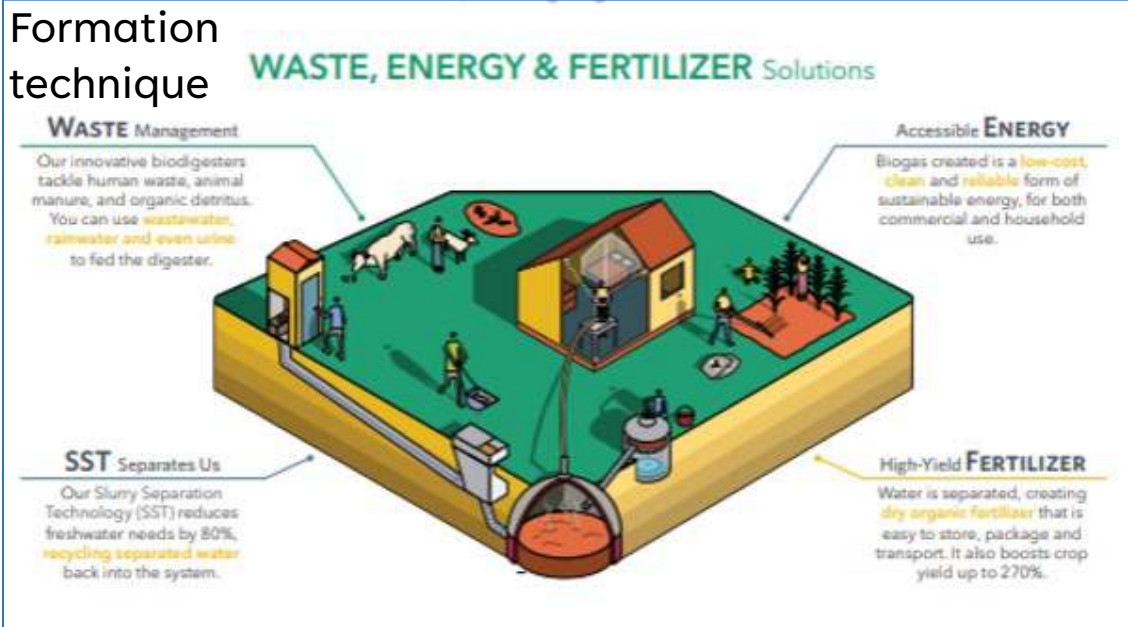 Formation
technique
WASTE, ENERGY & FERTILIZER Solutions
WASTE Management
Our innovative biodigesters
tackle human waste, animal
manure, and organic detritus.
You can use wastewater,
rainwater and even urine
to fed the digester.
Accessible ENERGY
Biogas created is a low-cost,
clean and reliable form of
sustainable energy, for both
commercial and household
use.
SST Separates Us
Our Slurry Separation
Technology (SST) reduces
freshwater needs by 80%,
recycling separated water
back into the system.
High-Yield FERTILIZER
Water is separated, creating
dry organic fertilizer that is
easy to store, package and
transport. It also boosts crop
yield up to 270%.